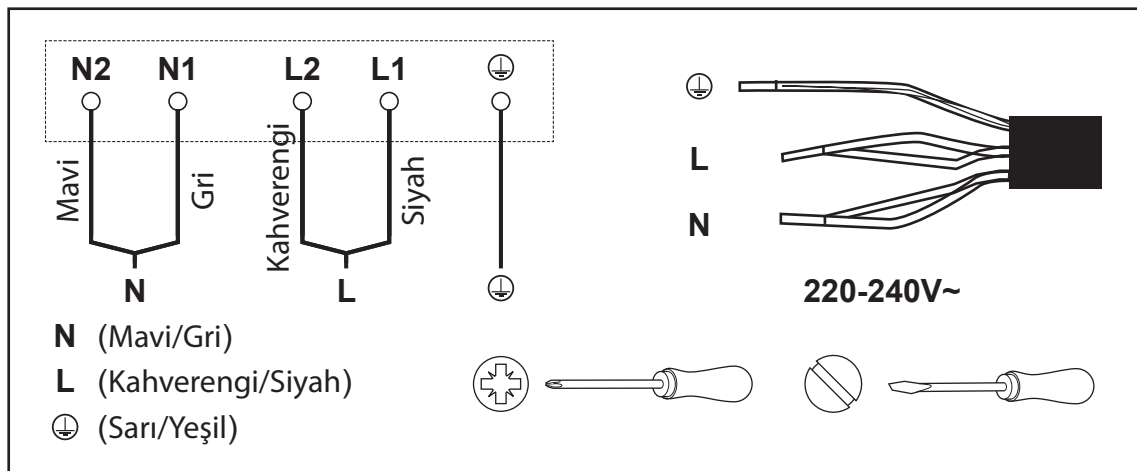 N2 N1 L2 L1
Mavi
Gri
Kahverengi
Siyah
N L
N (Mavi/Gri)
L (Kahverengi/Siyah)
(Sarı/Yeşil)
L
N
220-240V~